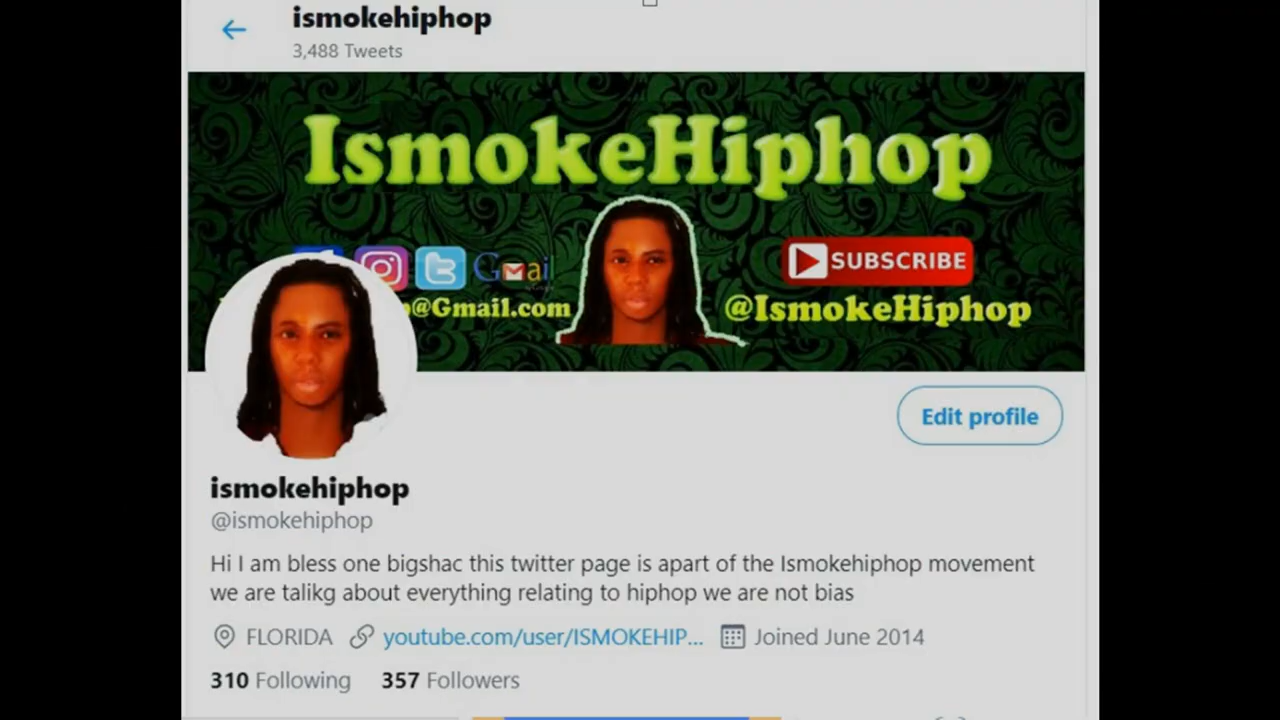 ismokehiphop
3,488 Tweets
IsmokeHiphop
Gmai
SUBSCRIBE
@Gmail.com
@IsmokeHiphop
Edit profile
ismokehiphop
@ismokehiphop
Hi I am bless one bigshac this twitter page is apart of the Ismokehiphop movement
we are talikg about everything relating to hiphop we are not bias
FLORIDA youtube.com/user/ISMOKEHIP... Joined June 2014
310 Following 357 Followers